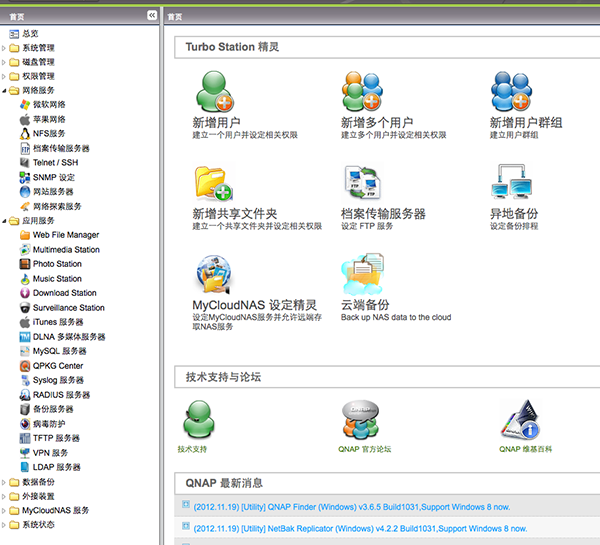 首页
总览
系统管理
磁盘管理
权限管理
网络服务
微软网络
苹果网络
NFS服务
档案传输服务器
Telnet / SSH
SNMP 设定
网站服务器
网络探索服务
应用服务
Web File Manager
Multimedia Station
Photo Station
Music Station
Download Station
Surveillance Station
iTunes 服务器
DLNA 多媒体服务器
MySQL 服务器
QPKG Center
Syslog 服务器
RADIUS 服务器
备份服务器
病毒防护
TFTP 服务器
VPN 服务
LDAP 服务器
数据备份
外接装置
MyCloudNAS 服务
系统状态
首页
Turbo Station 精灵
新增用户
建立一个用户并设定相关权限
新增多个用户
建立多个用户并设定相关权限
新增用户群组
建立用户群组
新增共享文件夹
建立一个共享文件夹并设定相关权限
FTP
FTP
档案传输服务器
设定 FTP 服务
异地备份
设定备份排程
MyCloudNAS 设定精灵
设定MyCloudNAS服务并允许远端存
取NAS服务
云端备份
Back up NAS data to the cloud
技术支持与论坛
技术支持
QNAP 官方论坛
QNAP 维基百科
QNAP 最新消息
(2012.11.19) [Utility] QNAP Finder (Windows) v3.6.5 Build1031,Support Windows 8 now.
(2012.11.19) [Utility] NetBak Replicator (Windows) v4.2.2 Build1031,Support Windows 8 now.